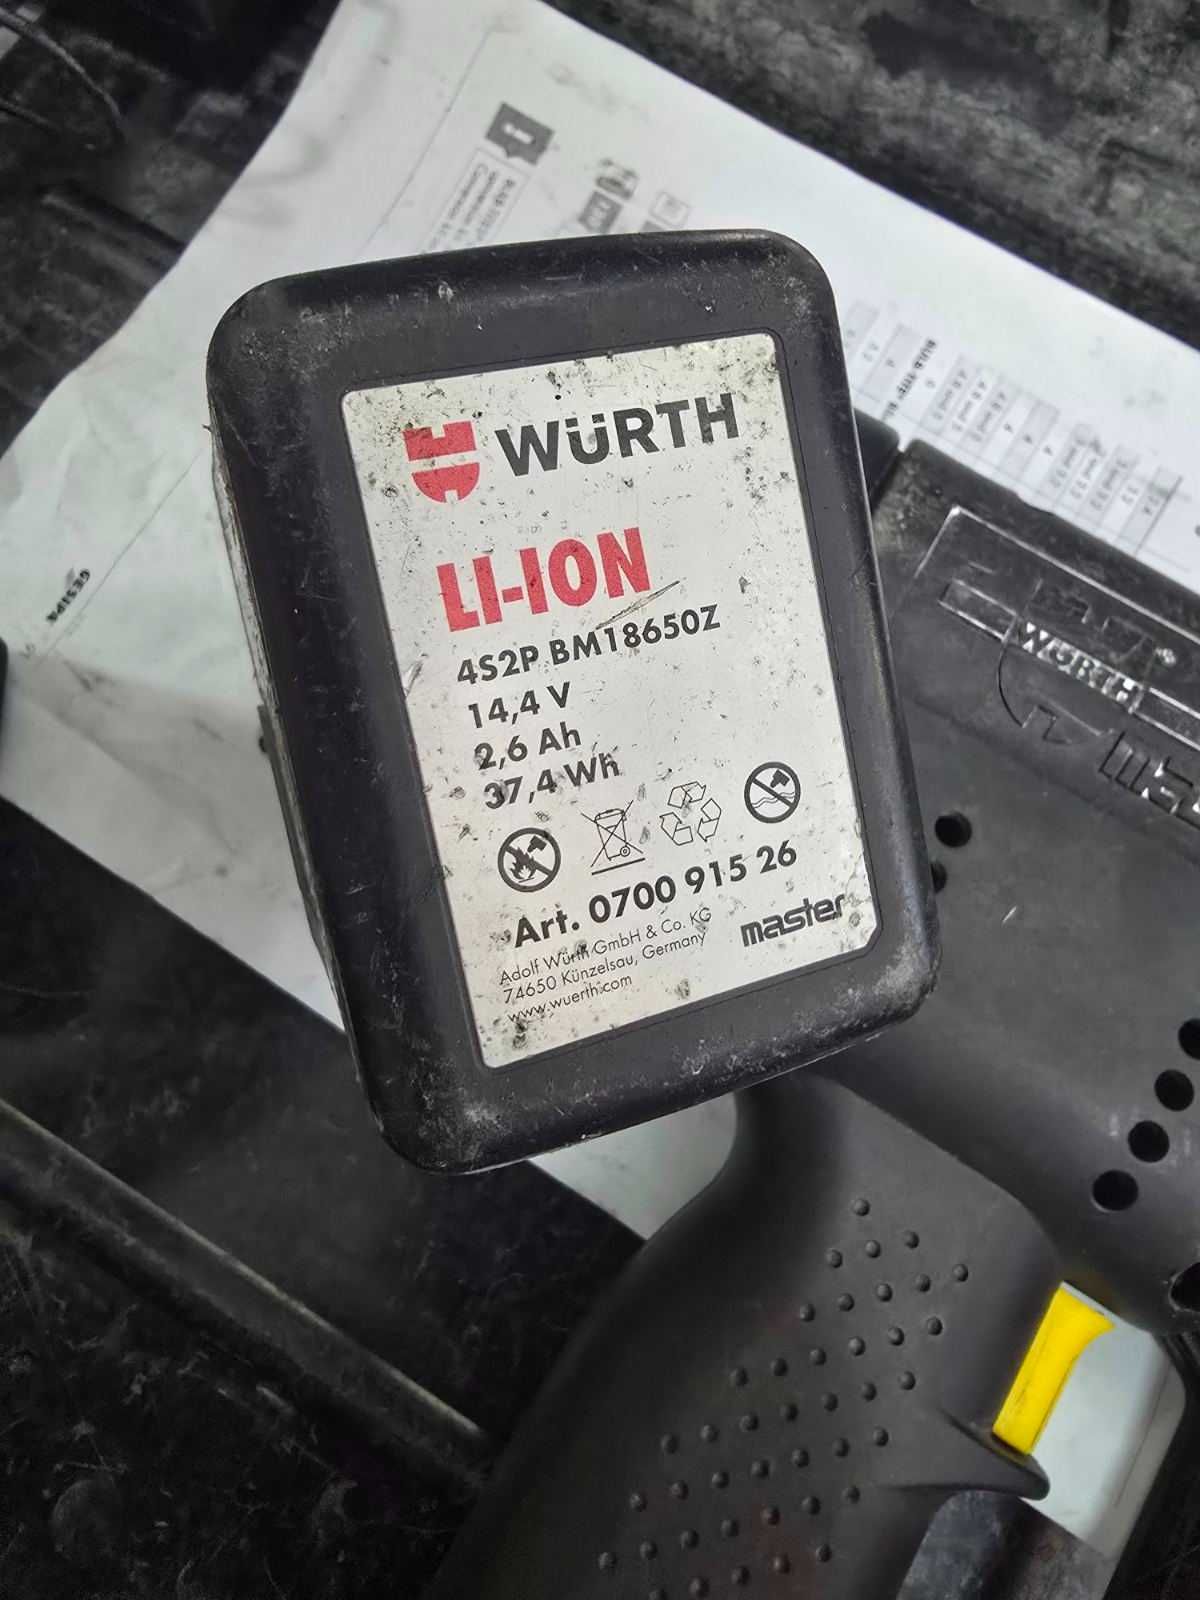 WÜRTH
LI-ION
4S2P BM18650Z
14,4 V
2,6 Ah
37,4 Wh
Art. 0700 915 26
Adolf Würth GmbH & Co. KG
74650 Künzelsau, Germany
www.wuerth.com
master
GESIPA
WÜRTH